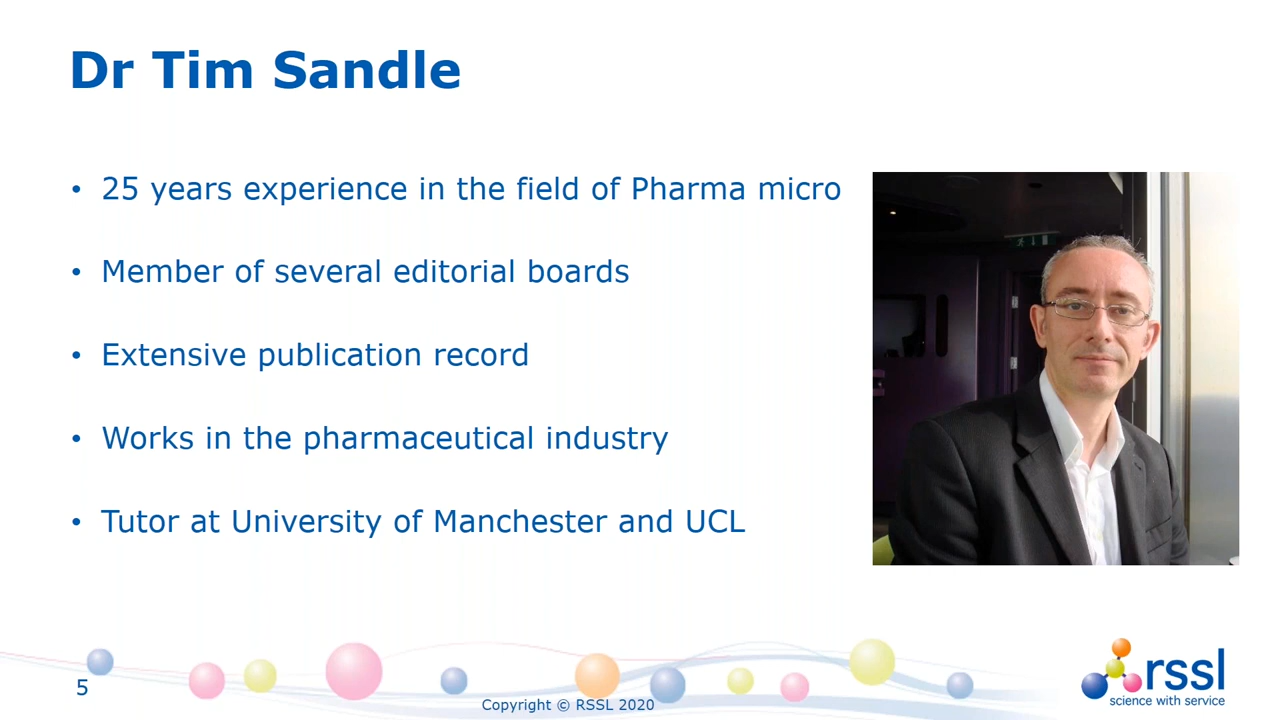 Dr Tim Sandle
• 25 years experience in the field of Pharma micro
• Member of several editorial boards
• Extensive publication record
• Works in the pharmaceutical industry
• Tutor at University of Manchester and UCL
5
Copyright © RSSL 2020
rssl
science with service